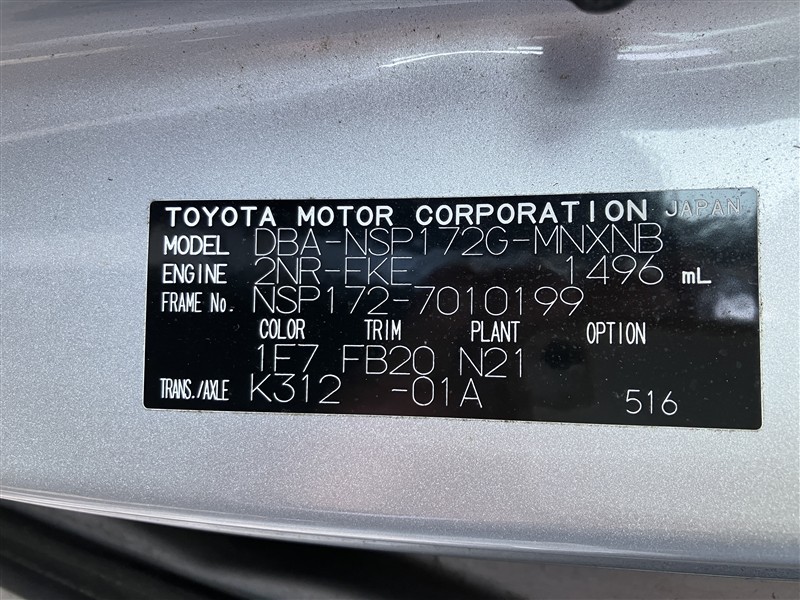 TOYOTA MOTOR CORPORATION JAPAN
MODEL DBA-NSP172G-MNXNB
ENGINE 2NR-FKE 1496 mL
FRAME No. NSP172-7010199
COLOR TRIM PLANT OPTION
1F7 FB20 N21
TRANS./AXLE K312 -01A 516